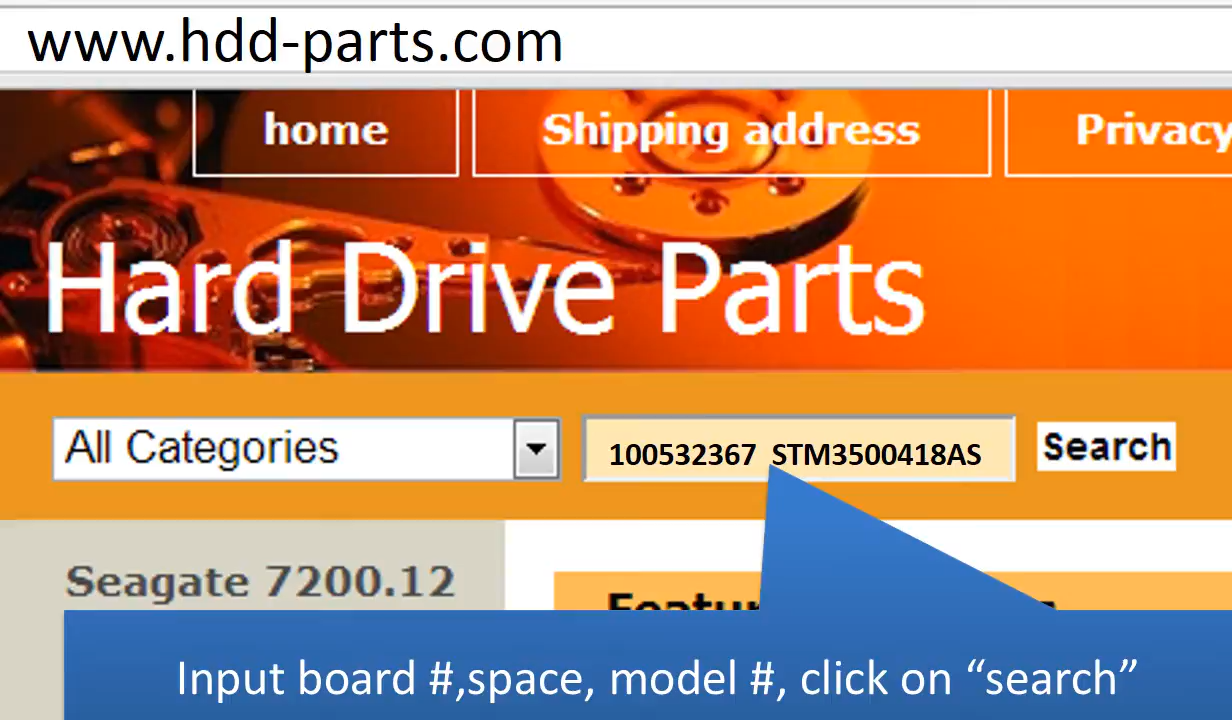 www.hdd-parts.com
home Shipping address Privacy
Hard Drive Parts
All Categories 100532367 STM3500418AS Search
Seagate 7200.12
Input board #,space, model #, click on “search”